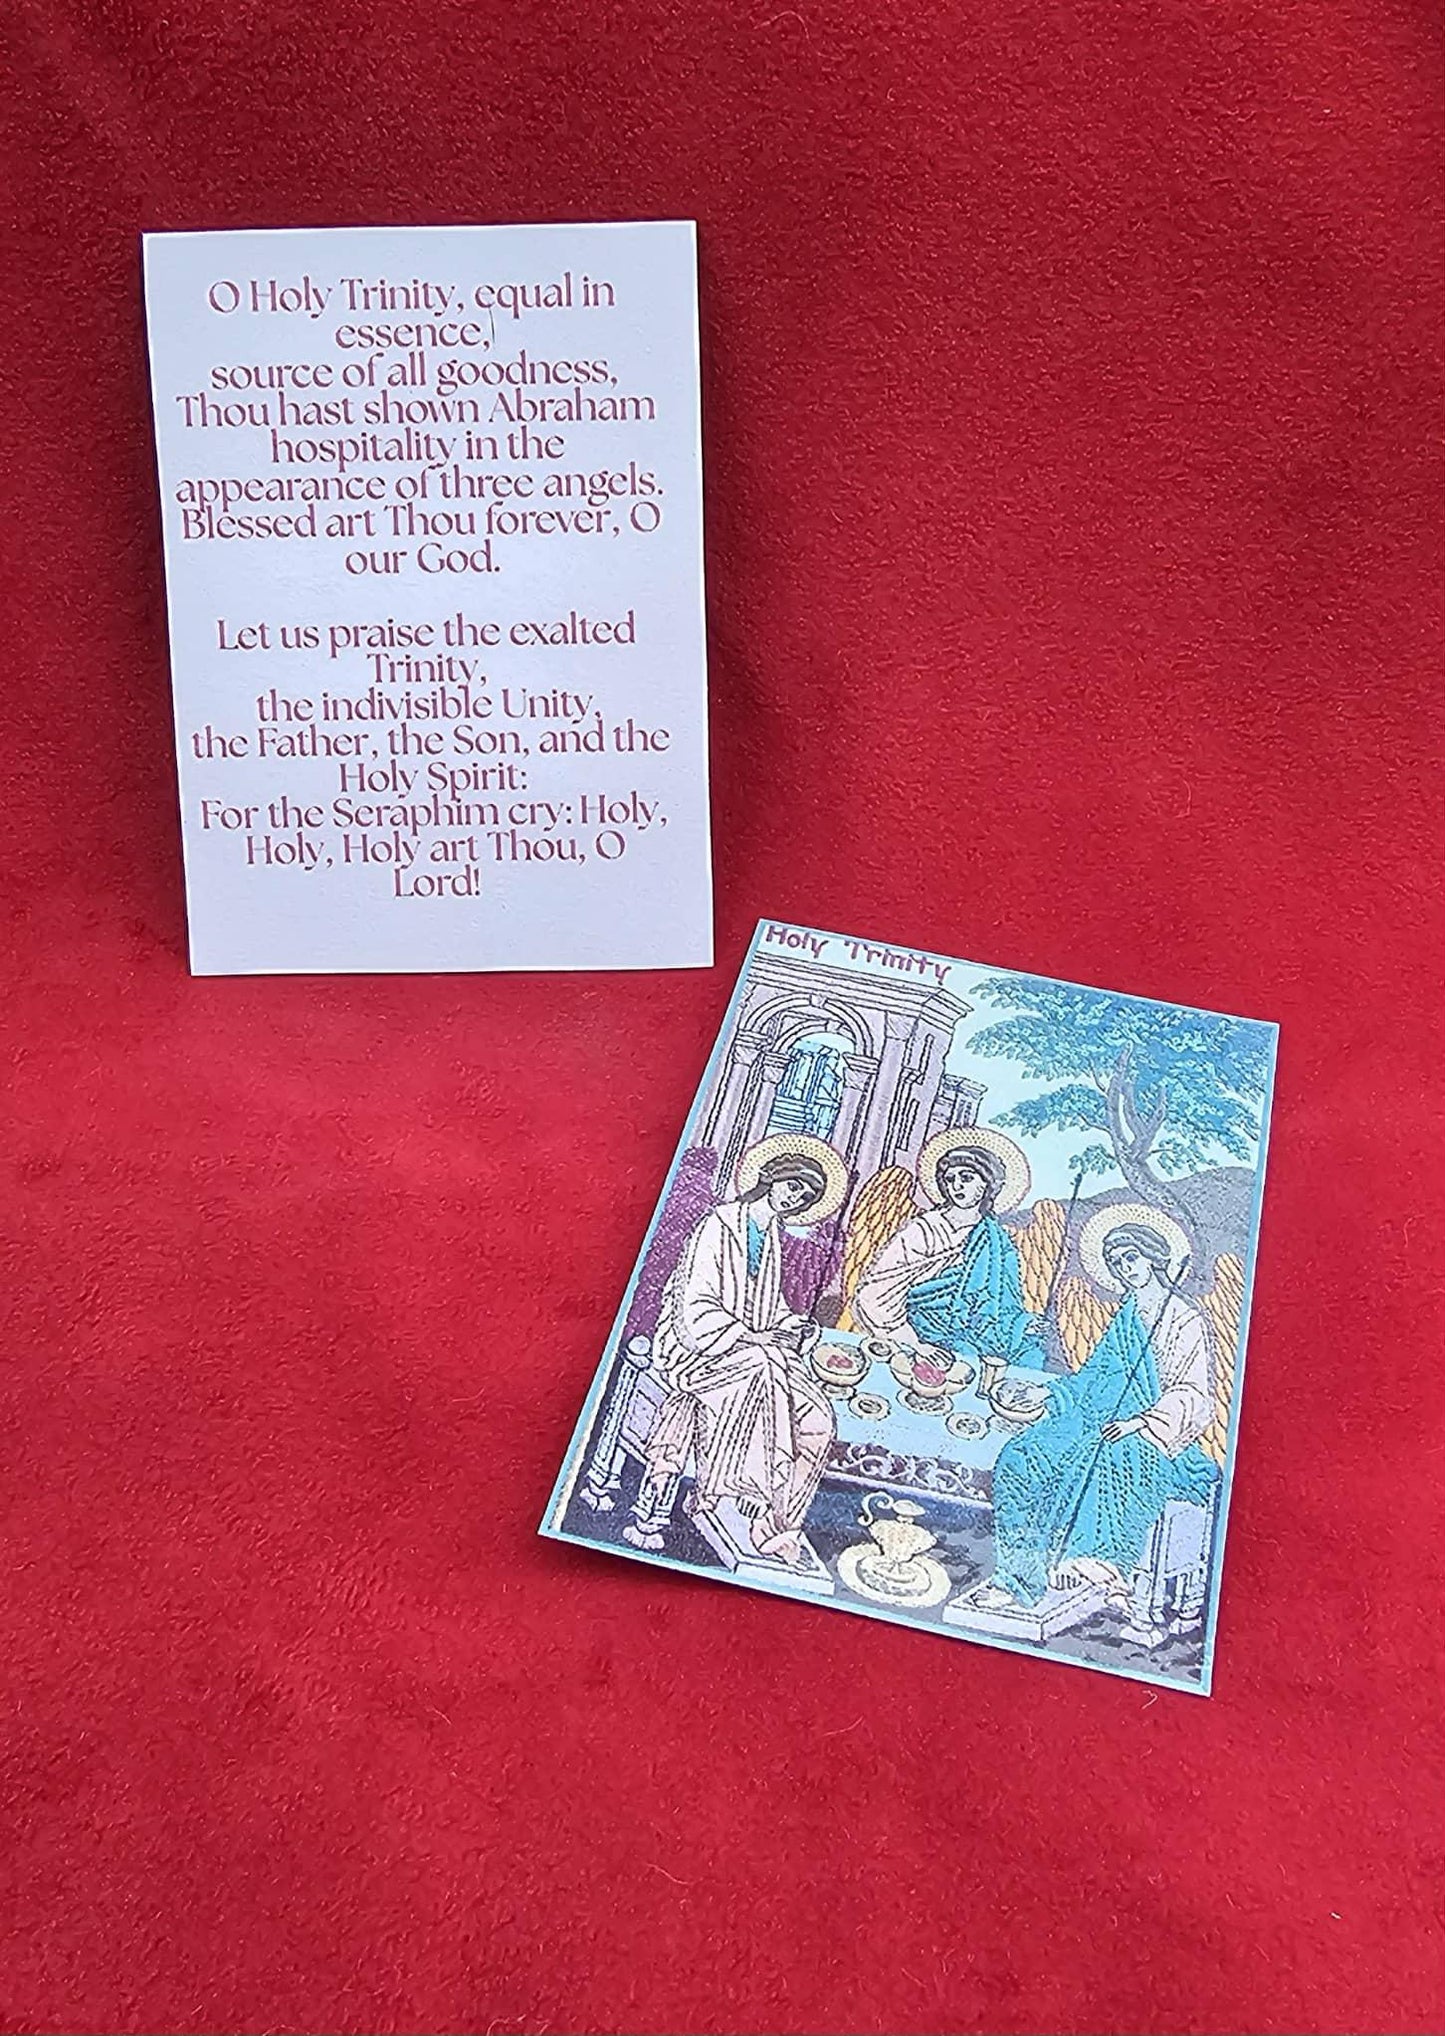 O Holy Trinity, equal in
essence,
source of all goodness,
Thou hast shown Abraham
hospitality in the
appearance of three angels.
Blessed art Thou forever, O
our God.
Let us praise the exalted
Trinity,
the indivisible Unity,
the Father, the Son, and the
Holy Spirit:
For the Seraphim cry: Holy,
Holy, Holy art Thou, O
Lord!
Holy Trinity